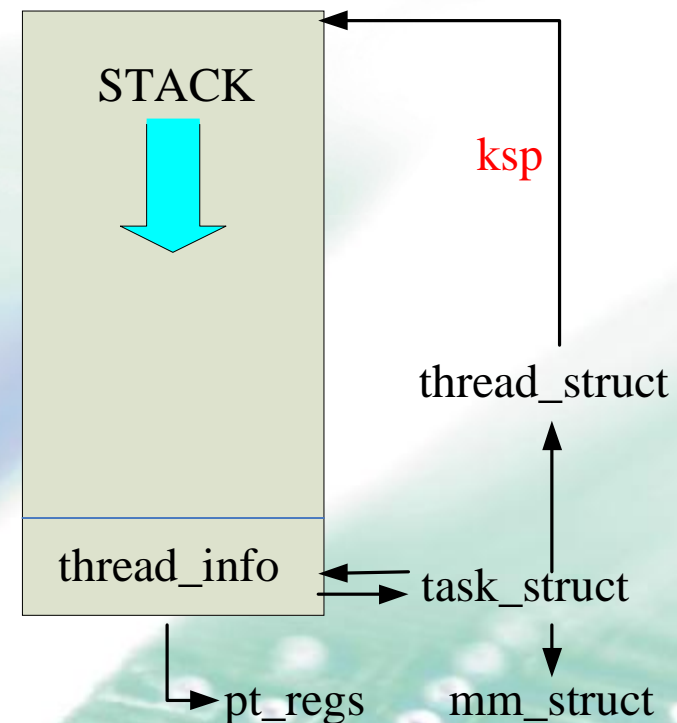 STACK
ksp
thread_struct
thread_info
task_struct
pt_regs
mm_struct